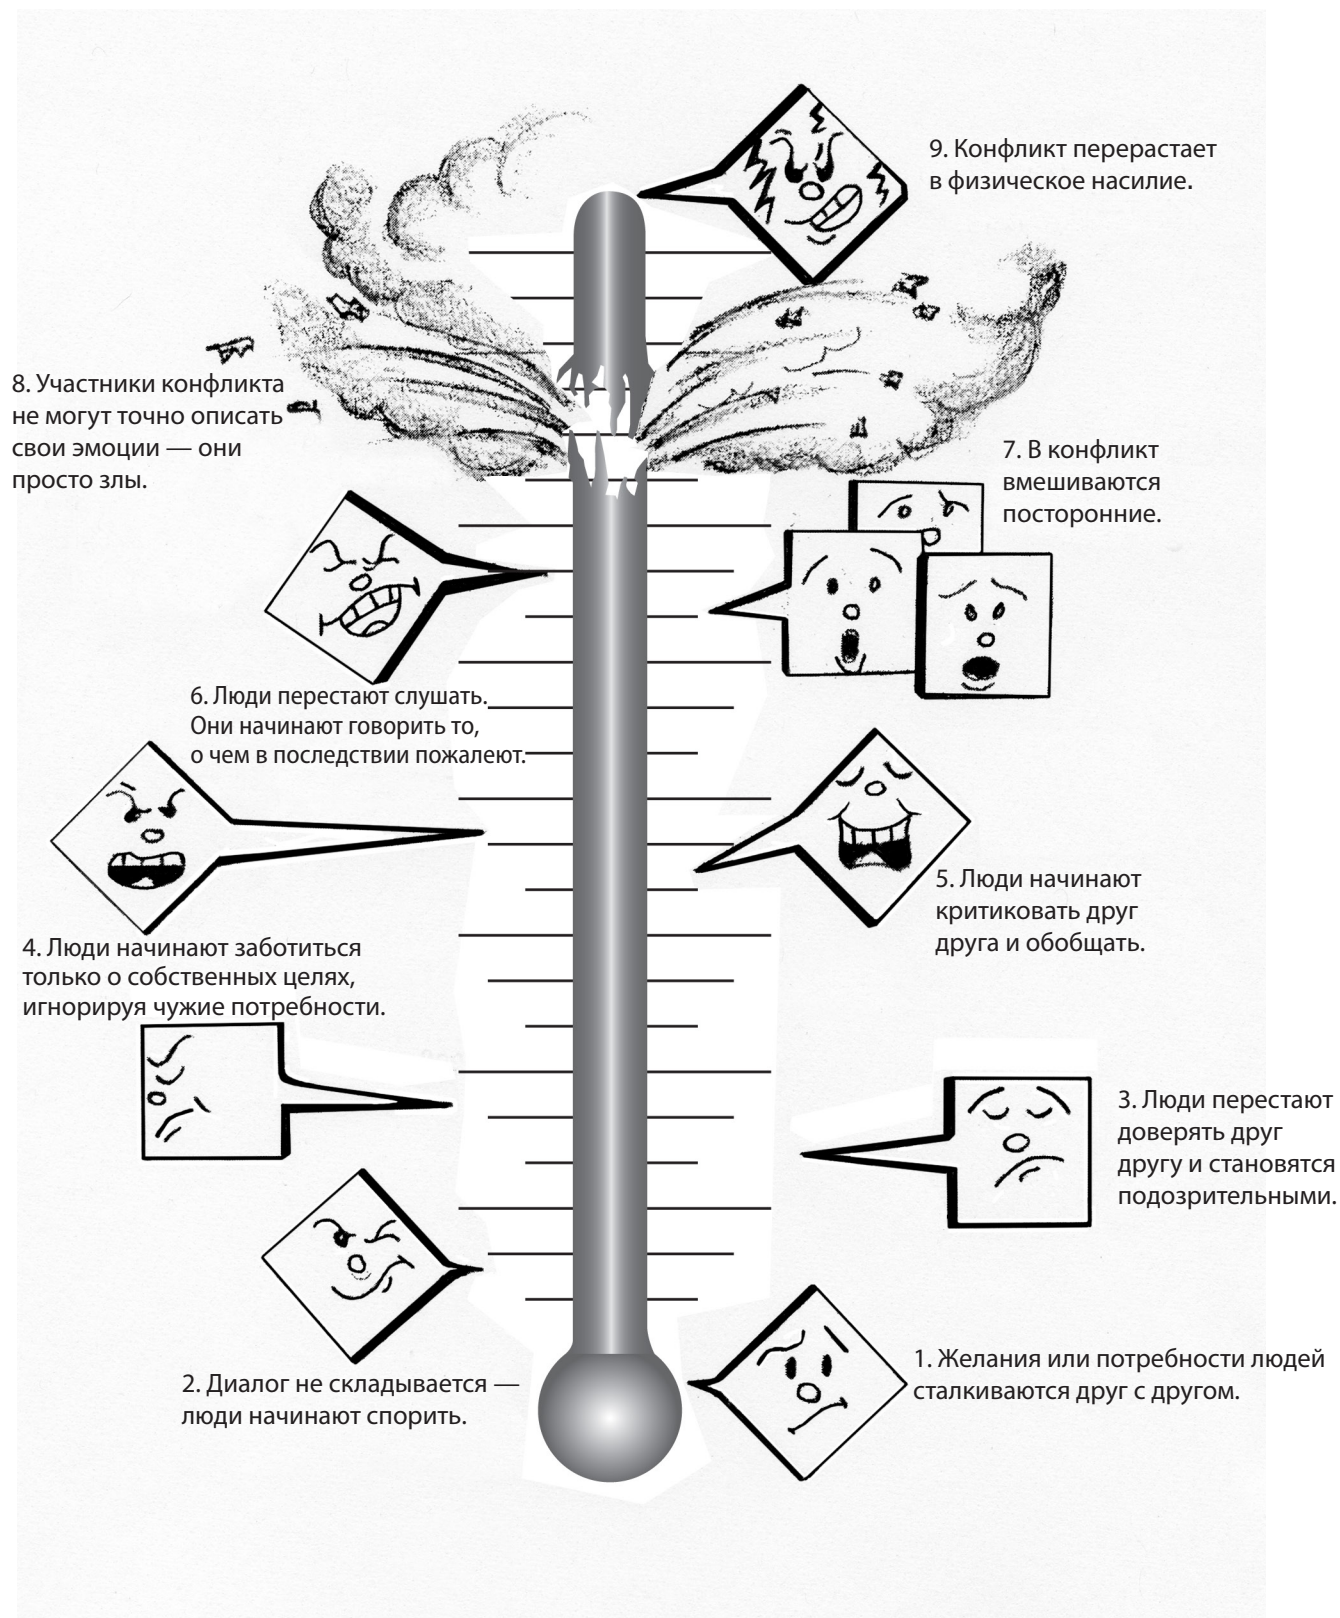 9. Конфликт перерастает
в физическое насилие.
8. Участники конфликта
не могут точно описать
свои эмоции — они
просто злы.
7. В конфликт
вмешиваются
посторонние.
6. Люди перестают слушать.
Они начинают говорить то,
о чем в последствии пожалеют.
5. Люди начинают
критиковать друг
друга и обобщать.
4. Люди начинают заботиться
только о собственных целях,
игнорируя чужие потребности.
3. Люди перестают
доверять друг
другу и становятся
подозрительными.
1. Желания или потребности людей
сталкиваются друг с другом.
2. Диалог не складывается —
люди начинают спорить.